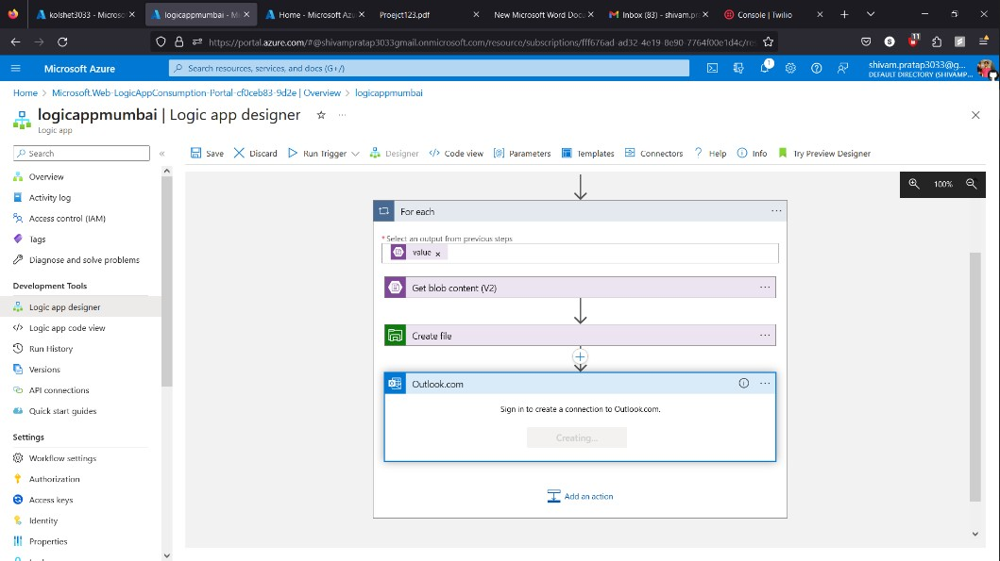 kolshet3033 - Microso
logicappmumbai - Mi
Home - Microsoft Azu
Proejct123.pdf
New Microsoft Word Doc
Inbox (83) - shivam.pr
Console | Twilio
https://portal.azure.com/#@shivampratap3033gmail.onmicrosoft.com/resource/subscriptions/fff676ad-ad32-4e19-8e90-7764f00e1d4c/re
11
Microsoft Azure
Search resources, services, and docs (G+/)
1
shivam.pratap3033@g...
DEFAULT DIRECTORY (SHIVAMP...
Home > Microsoft.Web-LogicAppConsumption-Portal-cf0ceb83-9d2e | Overview > logicappmumbai
logicappmumbai | Logic app designer
Logic app
Search
Save
Discard
Run Trigger
Designer
Code view
Parameters
Templates
Connectors
Help
Info
Try Preview Designer
Overview
Activity log
Access control (IAM)
Tags
Diagnose and solve problems
Development Tools
Logic app designer
Logic app code view
Run History
Versions
API connections
Quick start guides
Settings
Workflow settings
Authorization
Access keys
Identity
Properties
100%
For each
* Select an output from previous steps
value x
Get blob content (V2)
Create file
Outlook.com
Sign in to create a connection to Outlook.com.
Creating...
Add an action